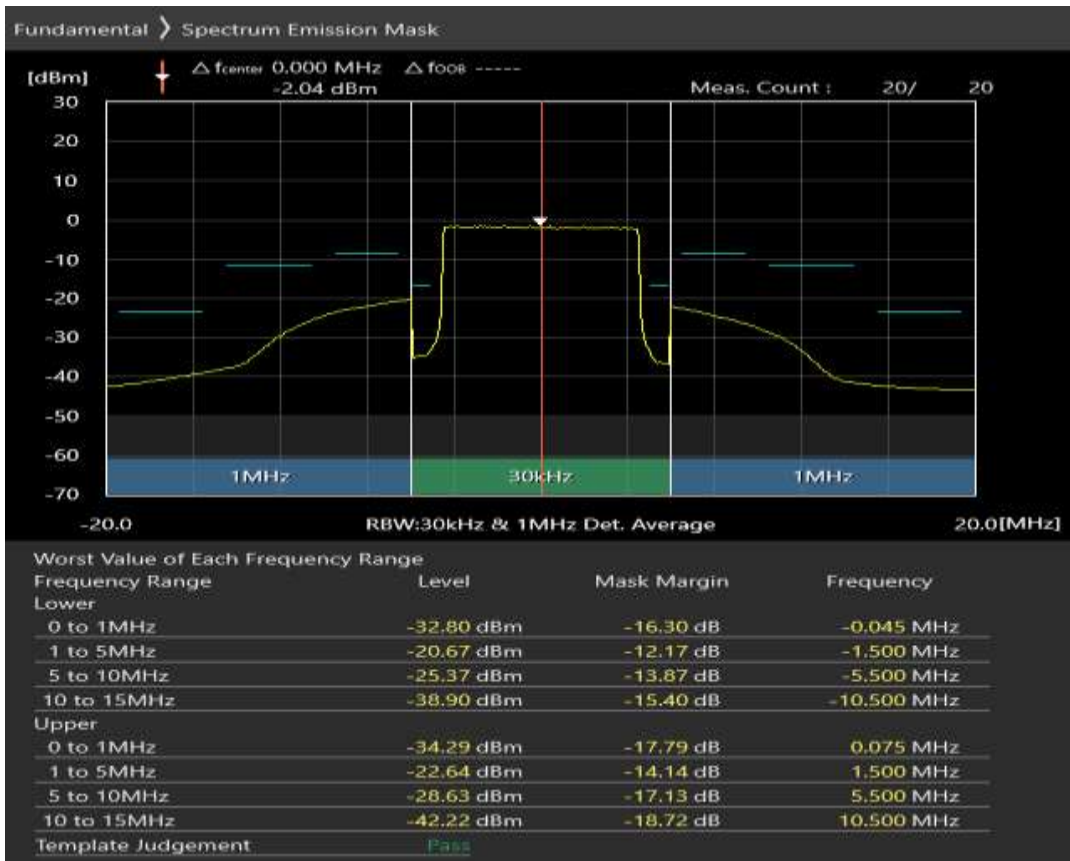 Fundamental ❯ Spectrum Emission Mask
△ fcenter 0.000 MHz △ fOOB -----
[dBm] -2.04 dBm Meas. Count : 20/ 20
30
20
10
0
-10
-20
-30
-40
-50
-60
1MHz 30kHz 1MHz
-70
-20.0 RBW:30kHz & 1MHz Det. Average 20.0[MHz]
Worst Value of Each Frequency Range
Frequency Range Level Mask Margin Frequency
Lower
0 to 1MHz -32.80 dBm -16.30 dB -0.045 MHz
1 to 5MHz -20.67 dBm -12.17 dB -1.500 MHz
5 to 10MHz -25.37 dBm -13.87 dB -5.500 MHz
10 to 15MHz -38.90 dBm -15.40 dB -10.500 MHz
Upper
0 to 1MHz -34.29 dBm -17.79 dB 0.075 MHz
1 to 5MHz -22.64 dBm -14.14 dB 1.500 MHz
5 to 10MHz -28.63 dBm -17.13 dB 5.500 MHz
10 to 15MHz -42.22 dBm -18.72 dB 10.500 MHz
Template Judgement Pass